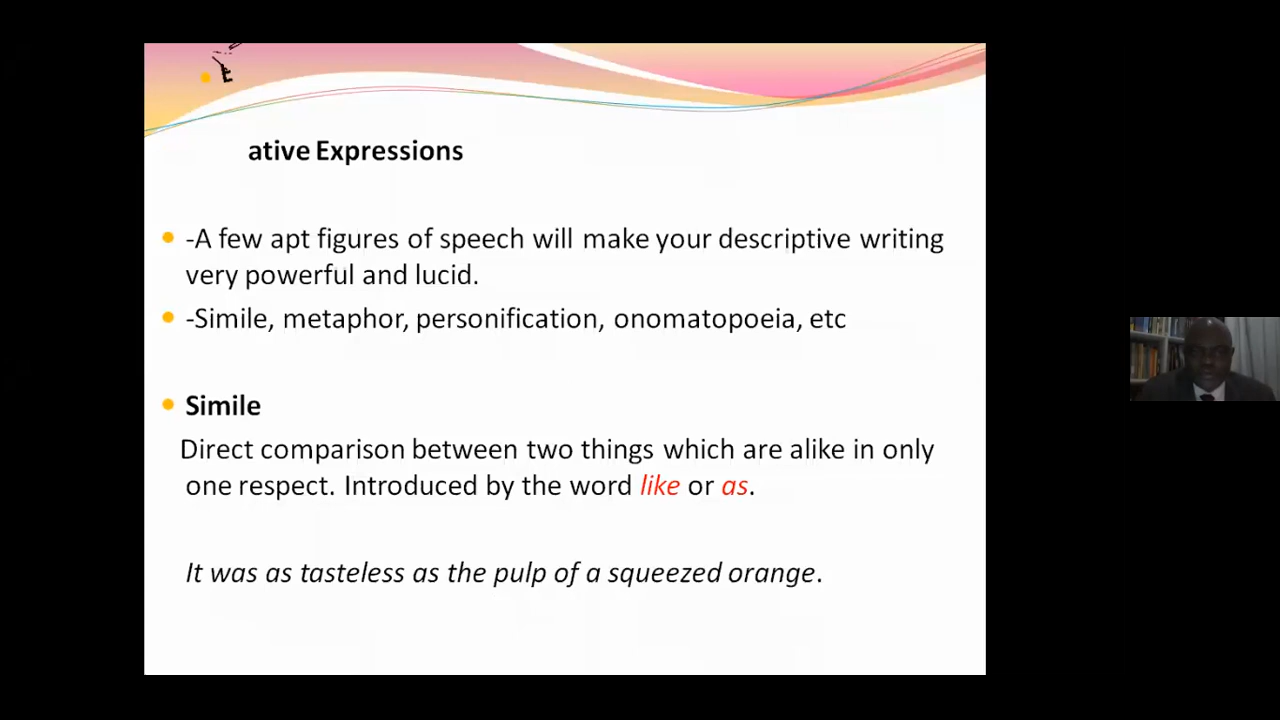 ative Expressions
-A few apt figures of speech will make your descriptive writing
very powerful and lucid.
-Simile, metaphor, personification, onomatopoeia, etc
Simile
Direct comparison between two things which are alike in only
one respect. Introduced by the word like or as.
It was as tasteless as the pulp of a squeezed orange.